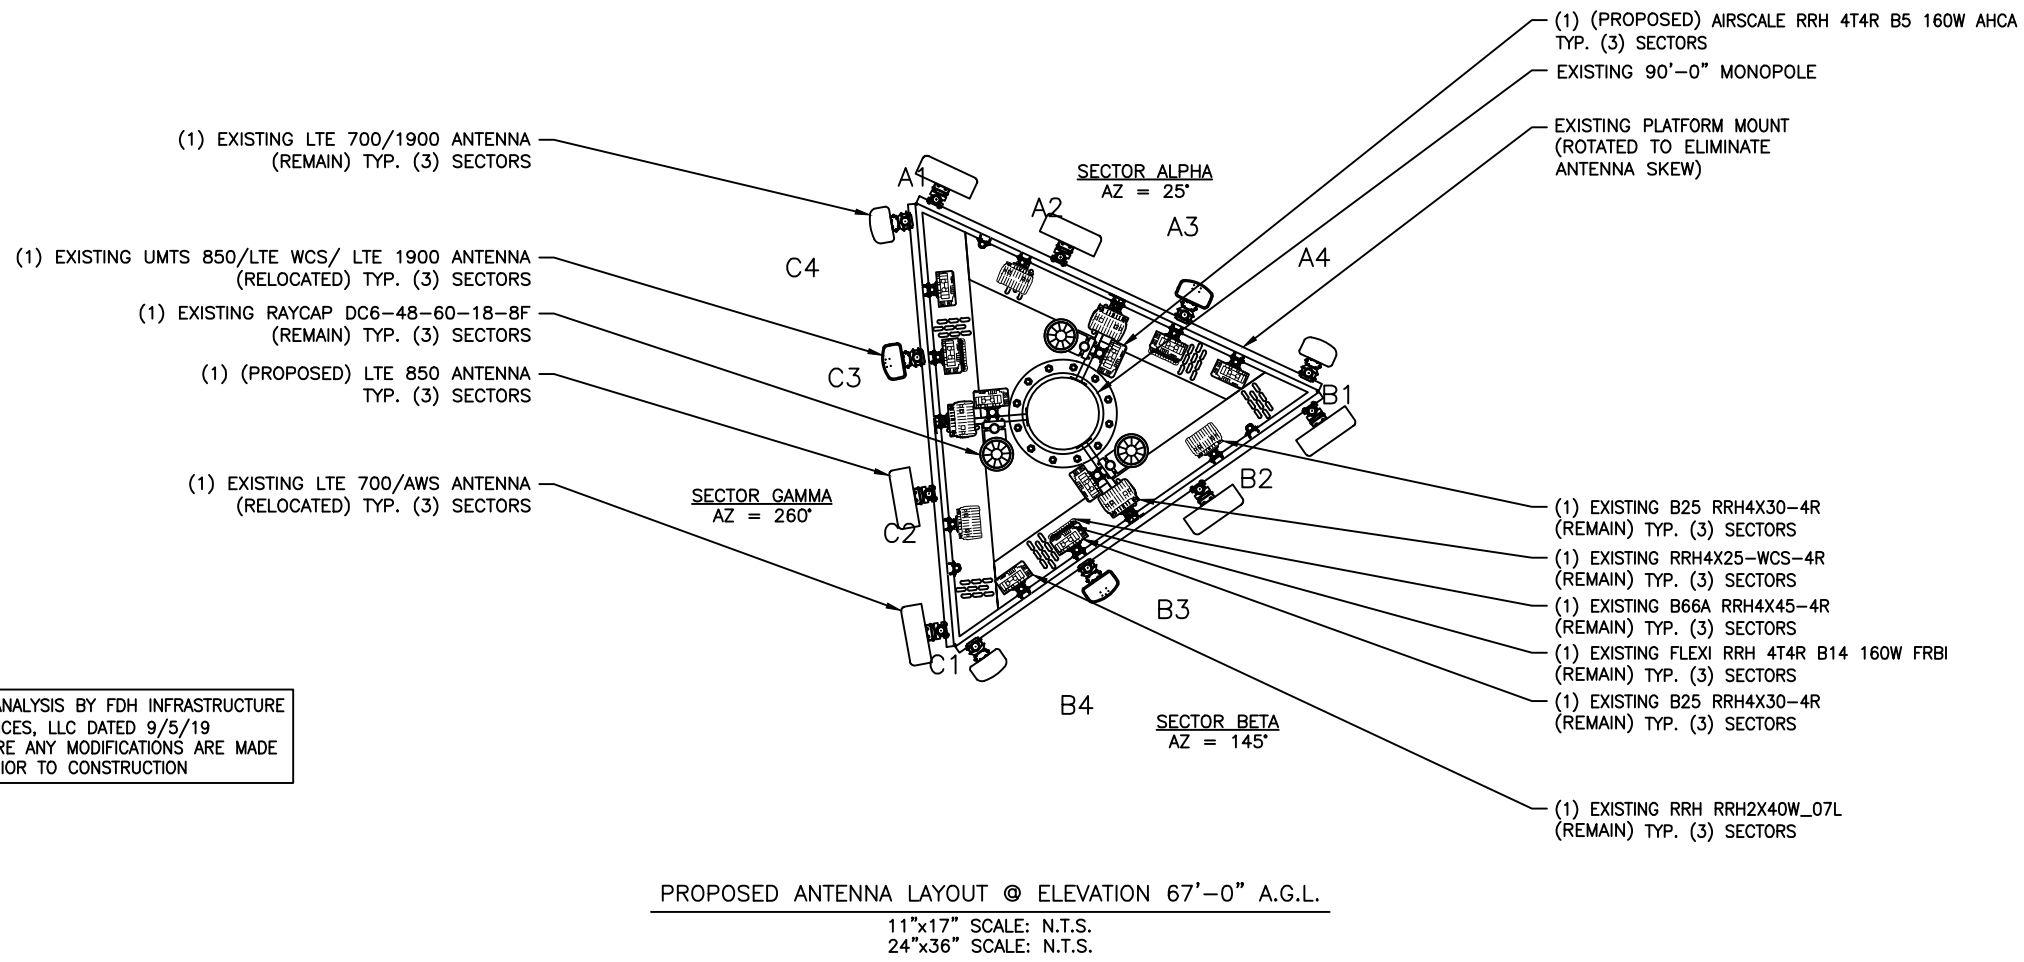 (1) (PROPOSED) AIRSCALE RRH 4T4R B5 160W AHCA
TYP. (3) SECTORS
EXISTING 90'-0" MONOPOLE
EXISTING PLATFORM MOUNT
(ROTATED TO ELIMINATE
ANTENNA SKEW)
(1) EXISTING LTE 700/1900 ANTENNA
(REMAIN) TYP. (3) SECTORS
(1) EXISTING UMTS 850/LTE WCS/ LTE 1900 ANTENNA
(RELOCATED) TYP. (3) SECTORS
(1) EXISTING RAYCAP DC6-48-60-18-8F
(REMAIN) TYP. (3) SECTORS
(1) (PROPOSED) LTE 850 ANTENNA
TYP. (3) SECTORS
(1) EXISTING LTE 700/AWS ANTENNA
(RELOCATED) TYP. (3) SECTORS
A1
A2
SECTOR ALPHA
AZ = 25°
A3
A4
C4
C3
C2
C1
SECTOR GAMMA
AZ = 260°
B1
B2
B3
B4
SECTOR BETA
AZ = 145°
(1) EXISTING B25 RRH4X30-4R
(REMAIN) TYP. (3) SECTORS
(1) EXISTING RRH4X25-WCS-4R
(REMAIN) TYP. (3) SECTORS
(1) EXISTING B66A RRH4X45-4R
(REMAIN) TYP. (3) SECTORS
(1) EXISTING FLEXI RRH 4T4R B14 160W FRBI
(REMAIN) TYP. (3) SECTORS
(1) EXISTING B25 RRH4X30-4R
(REMAIN) TYP. (3) SECTORS
(1) EXISTING RRH RRH2X40W_07L
(REMAIN) TYP. (3) SECTORS
ANALYSIS BY FDH INFRASTRUCTURE
CES, LLC DATED 9/5/19
RE ANY MODIFICATIONS ARE MADE
IOR TO CONSTRUCTION
PROPOSED ANTENNA LAYOUT @ ELEVATION 67'-0" A.G.L.
11"x17" SCALE: N.T.S.
24"x36" SCALE: N.T.S.